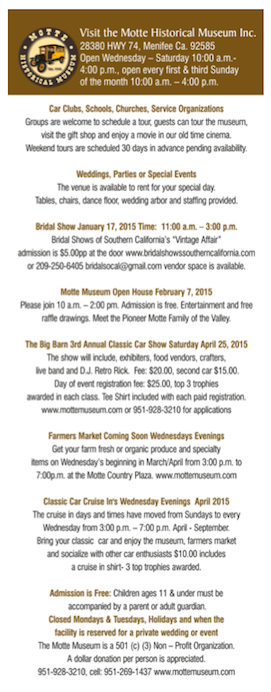 MOTTE
HISTORICAL MUSEUM
Visit the Motte Historical Museum Inc.
28380 HWY 74, Menifee Ca. 92585
Open Wednesday – Saturday 10:00 a.m.-
4:00 p.m., open every first & third Sunday
of the month 10:00 a.m. – 4:00 p.m.
Car Clubs, Schools, Churches, Service Organizations
Groups are welcome to schedule a tour, guests can tour the museum,
visit the gift shop and enjoy a movie in our old time cinema.
Weekend tours are scheduled 30 days in advance pending availability.
Weddings, Parties or Special Events
The venue is available to rent for your special day.
Tables, chairs, dance floor, wedding arbor and staffing provided.
Bridal Show January 17, 2015 Time: 11:00 a.m. – 3:00 p.m.
Bridal Shows of Southern California's "Vintage Affair"
admission is $5.00pp at the door www.bridalshowssoutherncalifornia.com
or 209-250-6405 bridalsocal@gmail.com vendor space is available.
Motte Museum Open House February 7, 2015
Please join 10 a.m. – 2:00 pm. Admission is free. Entertainment and free
raffle drawings. Meet the Pioneer Motte Family of the Valley.
The Big Barn 3rd Annual Classic Car Show Saturday April 25, 2015
The show will include, exhibiters, food vendors, crafters,
live band and D.J. Retro Rick. Fee: $20.00, second car $15.00.
Day of event registration fee: $25.00, top 3 trophies
awarded in each class. Tee Shirt included with each paid registration.
www.mottemuseum.com or 951-928-3210 for applications
Farmers Market Coming Soon Wednesdays Evenings
Get your farm fresh or organic produce and specialty
items on Wednesday's beginning in March/April from 3:00 p.m. to
7:00p.m. at the Motte Country Plaza. www.mottemuseum.com
Classic Car Cruise In's Wednesday Evenings April 2015
The cruise in days and times have moved from Sundays to every
Wednesday from 3:00 p.m. – 7:00 p.m. April - September.
Bring your classic car and enjoy the museum, farmers market
and socialize with other car enthusiasts $10.00 includes
a cruise in shirt- 3 top trophies awarded.
Admission is Free: Children ages 11 & under must be
accompanied by a parent or adult guardian.
Closed Mondays & Tuesdays, Holidays and when the
facility is reserved for a private wedding or event
The Motte Museum is a 501 (c) (3) Non – Profit Organization.
A dollar donation per person is appreciated.
951-928-3210, cell: 951-269-1437 www.mottemuseum.com